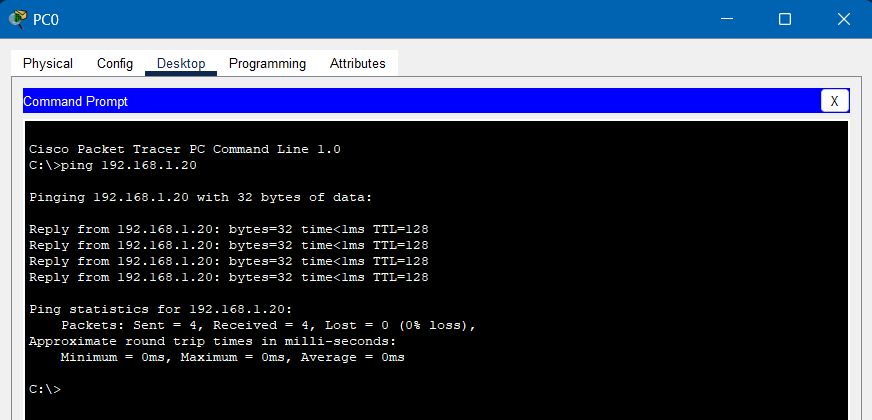 PC0
Physical Config Desktop Programming Attributes
Command Prompt X
Cisco Packet Tracer PC Command Line 1.0
C:\>ping 192.168.1.20
Pinging 192.168.1.20 with 32 bytes of data:
Reply from 192.168.1.20: bytes=32 time<1ms TTL=128
Reply from 192.168.1.20: bytes=32 time<1ms TTL=128
Reply from 192.168.1.20: bytes=32 time<1ms TTL=128
Reply from 192.168.1.20: bytes=32 time<1ms TTL=128
Ping statistics for 192.168.1.20:
    Packets: Sent = 4, Received = 4, Lost = 0 (0% loss),
Approximate round trip times in milli-seconds:
    Minimum = 0ms, Maximum = 0ms, Average = 0ms
C:\>